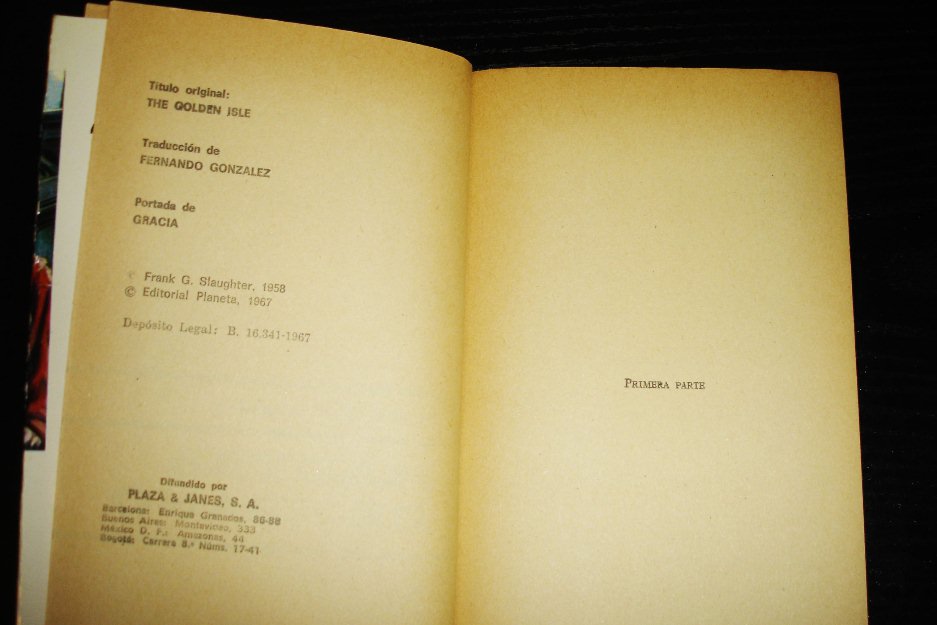 Título original:
THE GOLDEN ISLE
Traducción de
FERNANDO GONZALEZ
Portada de
GRACIA
© Frank G. Slaughter, 1958
© Editorial Planeta, 1967
Depósito Legal: B. 16.341-1967
Difundido por
PLAZA & JANES, S. A.
Barcelona: Enrique Granados, 86-88
Buenos Aires: Montevideo, 333
México D. F.: Amazonas, 44
Bogotá: Carrera 8.ª Núms. 17-41
PRIMERA PARTE